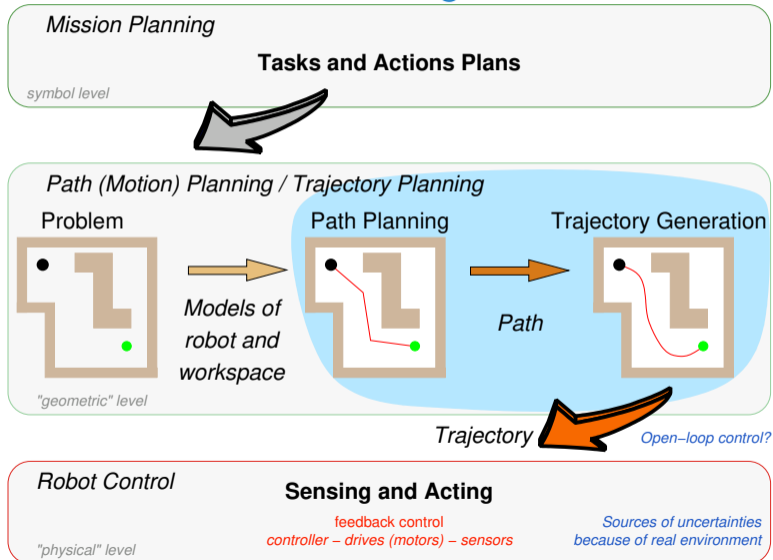 Mission Planning
Tasks and Actions Plans
symbol level
Path (Motion) Planning / Trajectory Planning
Problem
Path Planning
Trajectory Generation
Models of
robot and
workspace
Path
"geometric" level
Trajectory
Open–loop control?
Robot Control
Sensing and Acting
feedback control
controller – drives (motors) – sensors
Sources of uncertainties
because of real environment
"physical" level